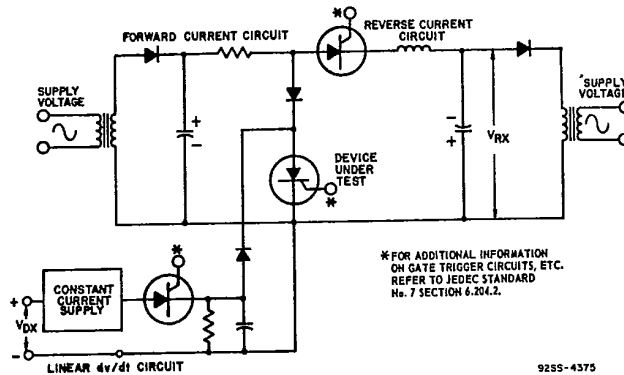 FORWARD CURRENT CIRCUIT
*
REVERSE CURRENT
CIRCUIT
SUPPLY
VOLTAGE
+
-
DEVICE
UNDER
TEST
*
-
+
VRX
SUPPLY
VOLTAGE
*
CONSTANT
CURRENT
SUPPLY
+
VDX
-
LINEAR dv/dt CIRCUIT
* FOR ADDITIONAL INFORMATION
ON GATE TRIGGER CIRCUITS, ETC.
REFER TO JEDEC STANDARD
No. 7 SECTION 6.204.2.
92SS-4375